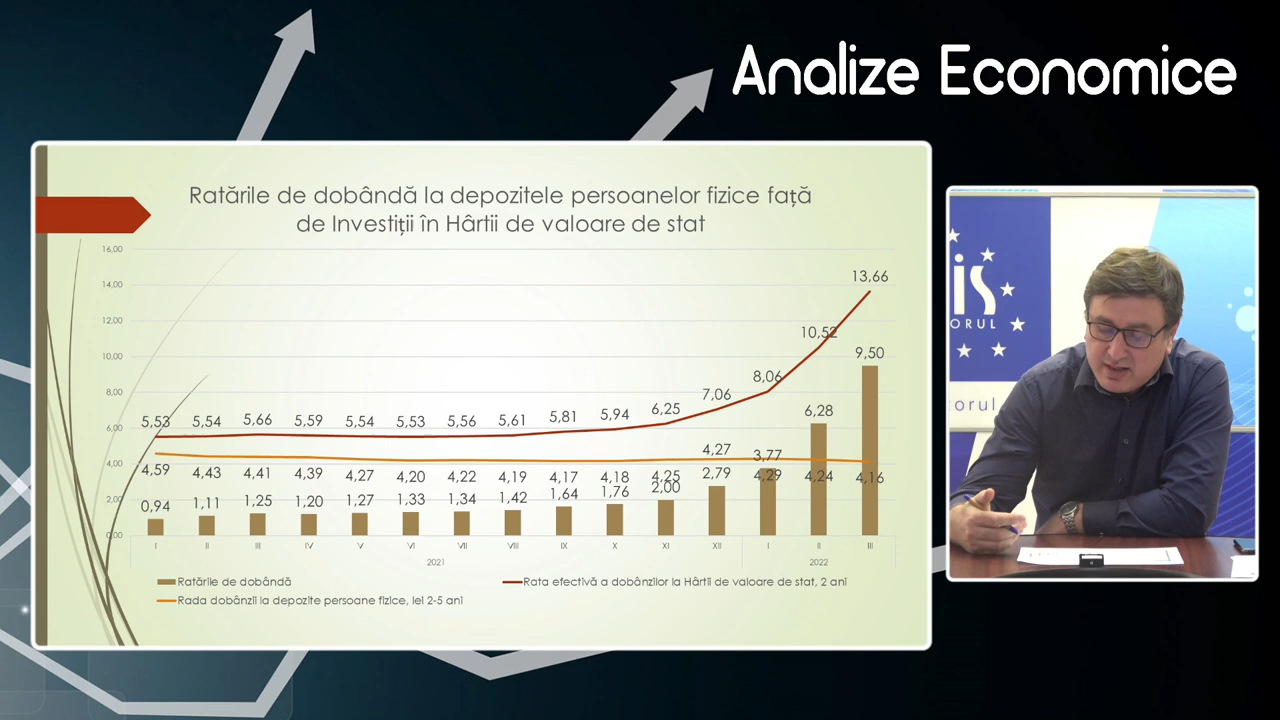 Analize Economice
Ratările de dobândă la depozitele persoanelor fizice față
de Investiții în Hârtii de valoare de stat
16,00
14,00
12,00
10,00
8,00
6,00
4,00
2,00
0,00
5,53 5,54 5,66 5,59 5,54 5,53 5,56 5,61 5,81 5,94 6,25 7,06 8,06 10,52 13,66
4,59 4,43 4,41 4,39 4,27 4,20 4,22 4,19 4,17 4,18 4,25 4,27 4,29 4,24 4,16
0,94 1,11 1,25 1,20 1,27 1,33 1,34 1,42 1,64 1,76 2,00 2,79 3,77 6,28 9,50
I II III IV V VI VII VIII IX X XI XII I II III
2021 2022
Ratările de dobândă
Rata efectivă a dobânzilor la Hârtii de valoare de stat, 2 ani
Rada dobânzii la depozite persoane fizice, lei 2-5 ani
is
ORUL
orul